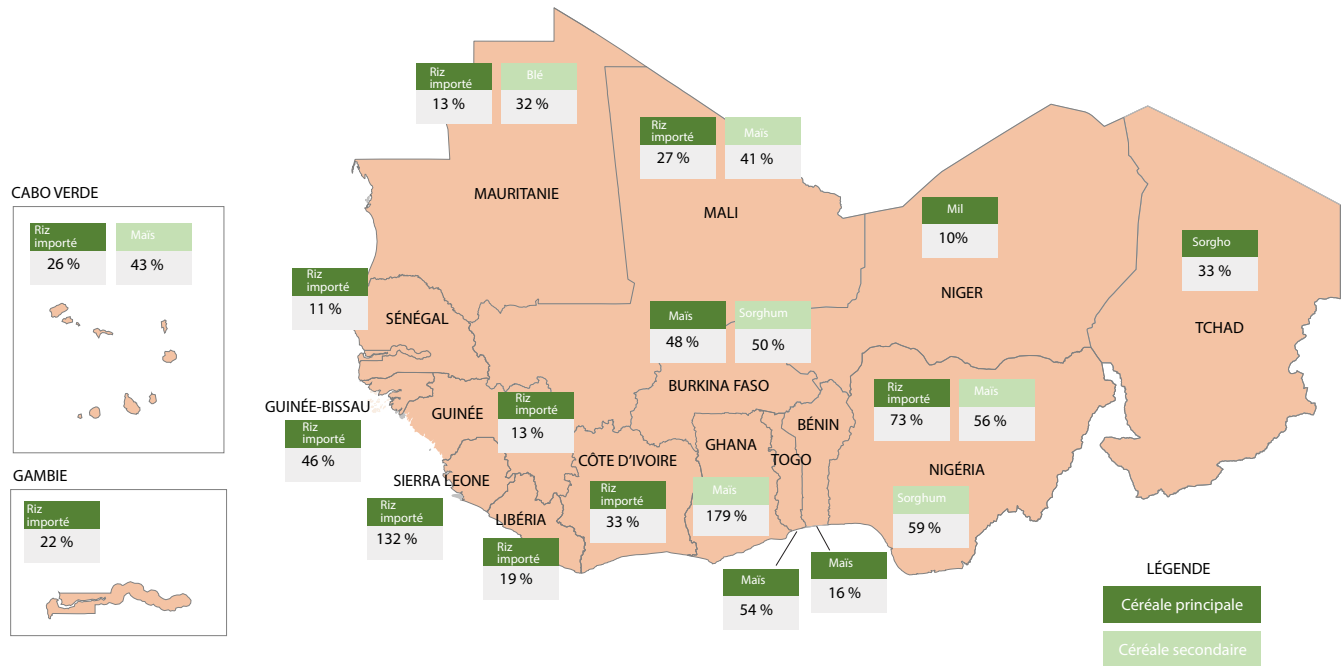 Riz
importé
13 %
Blé
32 %
MAURITANIE
Riz
importé
27 %
Maïs
41 %
MALI
CABO VERDE
Riz
importé
26 %
Maïs
43 %
Mil
10%
NIGER
Sorgho
33 %
TCHAD
Riz
importé
11 %
SÉNÉGAL
Maïs
48 %
Sorghum
50 %
BURKINA FASO
GUINÉE-BISSAU
Riz
importé
46 %
GUINÉE
Riz
importé
13 %
Riz
importé
73 %
Maïs
56 %
NIGÉRIA
Sorghum
59 %
BÉNIN
GHANA
TOGO
CÔTE D'IVOIRE
Riz
importé
33 %
Maïs
179 %
GAMBIE
Riz
importé
22 %
SIERRA LEONE
Riz
importé
132 %
LIBÉRIA
Riz
importé
19 %
Maïs
54 %
Maïs
16 %
LÉGENDE
Céréale principale
Céréale secondaire